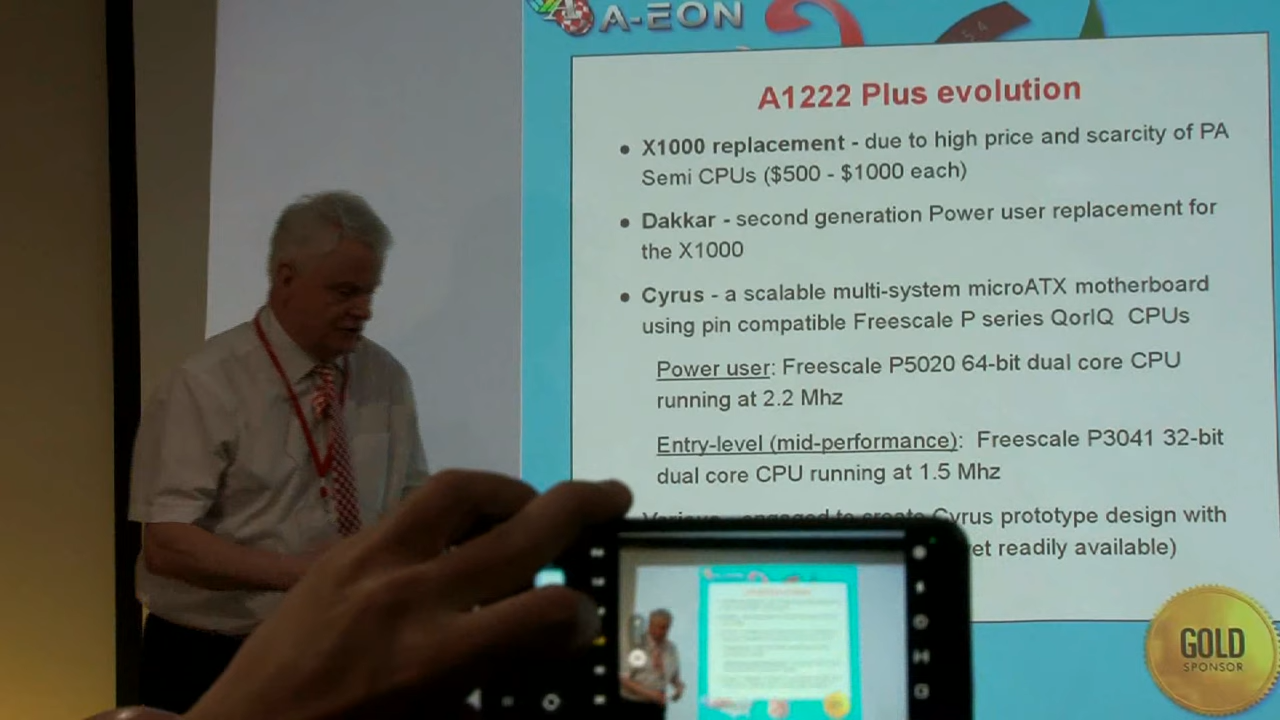 A-EON
54
A1222 Plus evolution
• X1000 replacement - due to high price and scarcity of PA
Semi CPUs ($500 - $1000 each)
• Dakkar - second generation Power user replacement for
the X1000
• Cyrus - a scalable multi-system microATX motherboard
using pin compatible Freescale P series QorIQ CPUs
Power user: Freescale P5020 64-bit dual core CPU
running at 2.2 Mhz
Entry-level (mid-performance): Freescale P3041 32-bit
dual core CPU running at 1.5 Mhz
engaged to create Cyrus prototype design with
readily available)
GOLD
SPONSOR